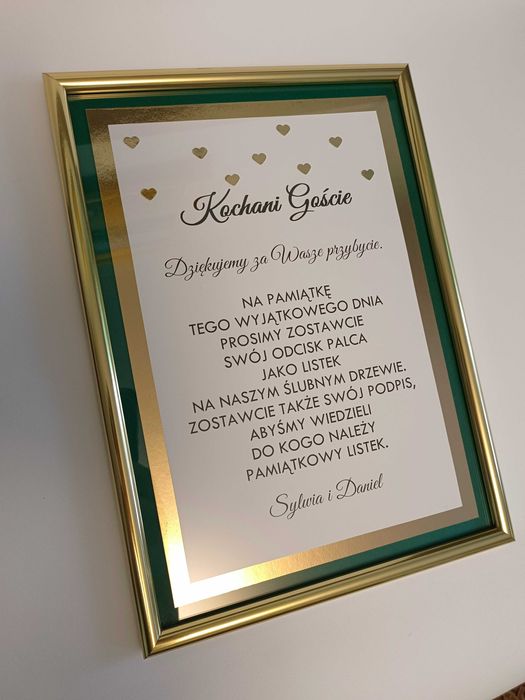 Kochani Goście
Dziękujemy za Wasze przybycie.
NA PAMIĄTKĘ
TEGO WYJĄTKOWEGO DNIA
PROSIMY ZOSTAWCIE
SWÓJ ODCISK PALCA
JAKO LISTEK
NA NASZYM ŚLUBNYM DRZEWIE.
ZOSTAWCIE TAKŻE SWÓJ PODPIS,
ABYŚMY WIEDZIELI
DO KOGO NALEŻY
PAMIĄTKOWY LISTEK.
Sylwia i Daniel